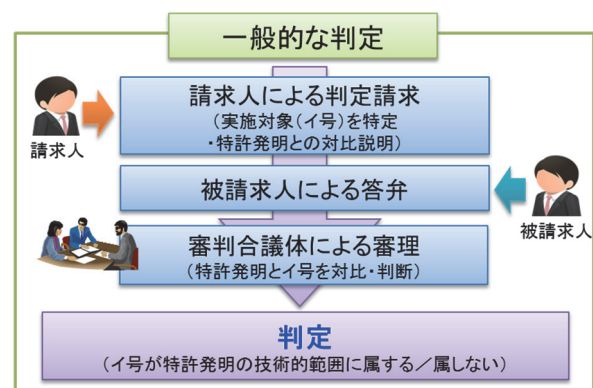 一般的な判定
請求人による判定請求
（実施対象（イ号）を特定
・特許発明との対比説明）
請求人
被請求人による答弁
被請求人
審判合議体による審理
（特許発明とイ号を対比・判断）
判定
（イ号が特許発明の技術的範囲に属する／属しない）